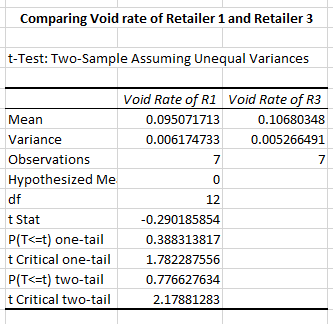 Comparing Void rate of Retailer 1 and Retailer 3
t-Test: Two-Sample Assuming Unequal Variances
Void Rate of R1 Void Rate of R3
Mean 0.095071713 0.10680348
Variance 0.006174733 0.005266491
Observations 7 7
Hypothesized Me 0
df 12
t Stat -0.290185854
P(T<=t) one-tail 0.388313817
t Critical one-tail 1.782287556
P(T<=t) two-tail 0.776627634
t Critical two-tail 2.17881283